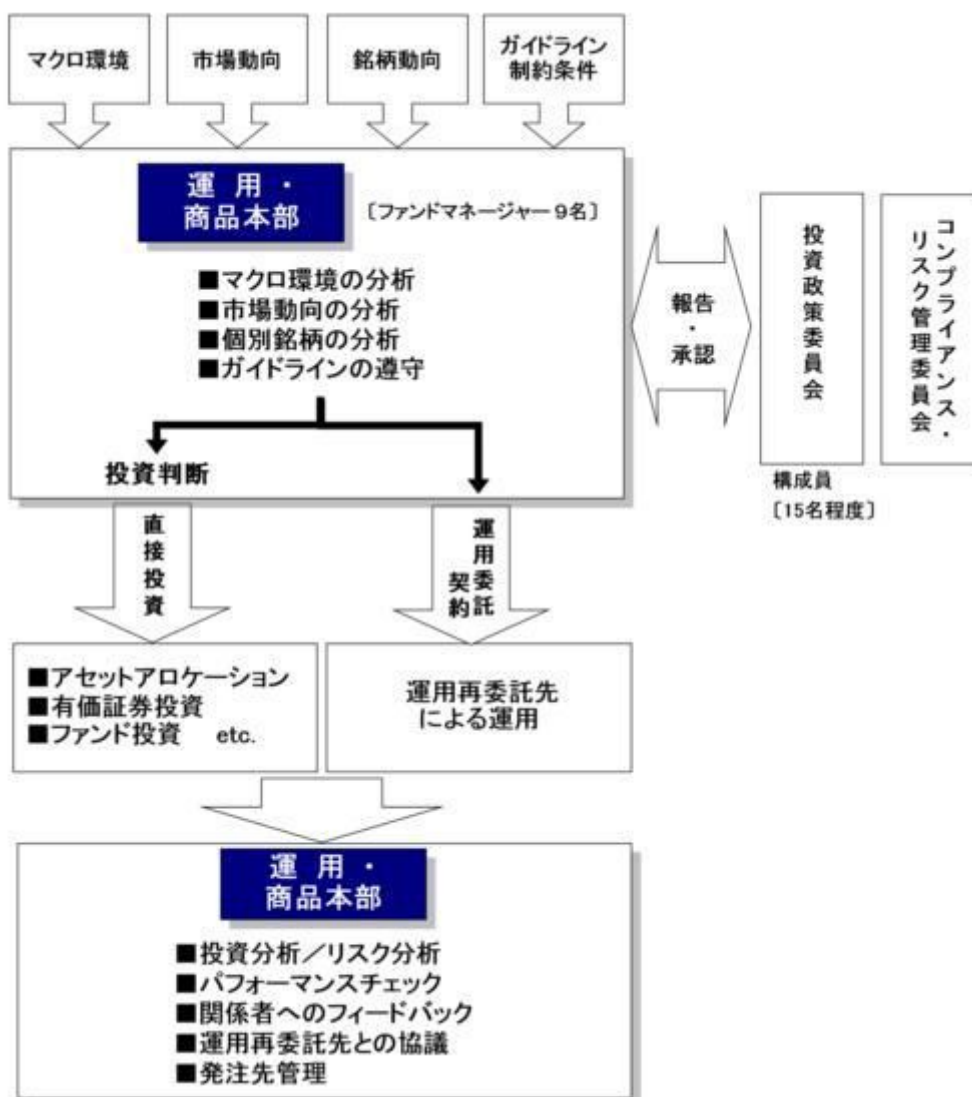 マクロ環境
市場動向
銘柄動向
ガイドライン
制約条件
運 用 ・
商品本部
〔ファンドマネージャー9名〕
■マクロ環境の分析
■市場動向の分析
■個別銘柄の分析
■ガイドラインの遵守
投資判断
報告
・
承認
投資政策委員会
コンプライアンス・
リスク管理委員会
構成員
〔15名程度〕
直接投資
運用委託
契約
■アセットアロケーション
■有価証券投資
■ファンド投資 etc.
運用再委託先
による運用
運 用 ・
商品本部
■投資分析／リスク分析
■パフォーマンスチェック
■関係者へのフィードバック
■運用再委託先との協議
■発注先管理